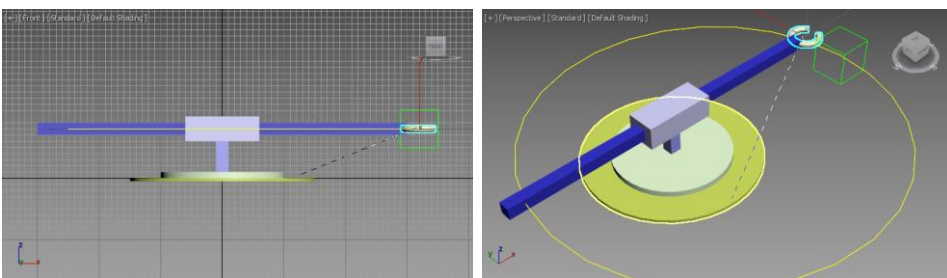 [+][Front][Standard][Default Shading]
[+][Perspective][Standard][Default Shading]
z
x
z
y
x